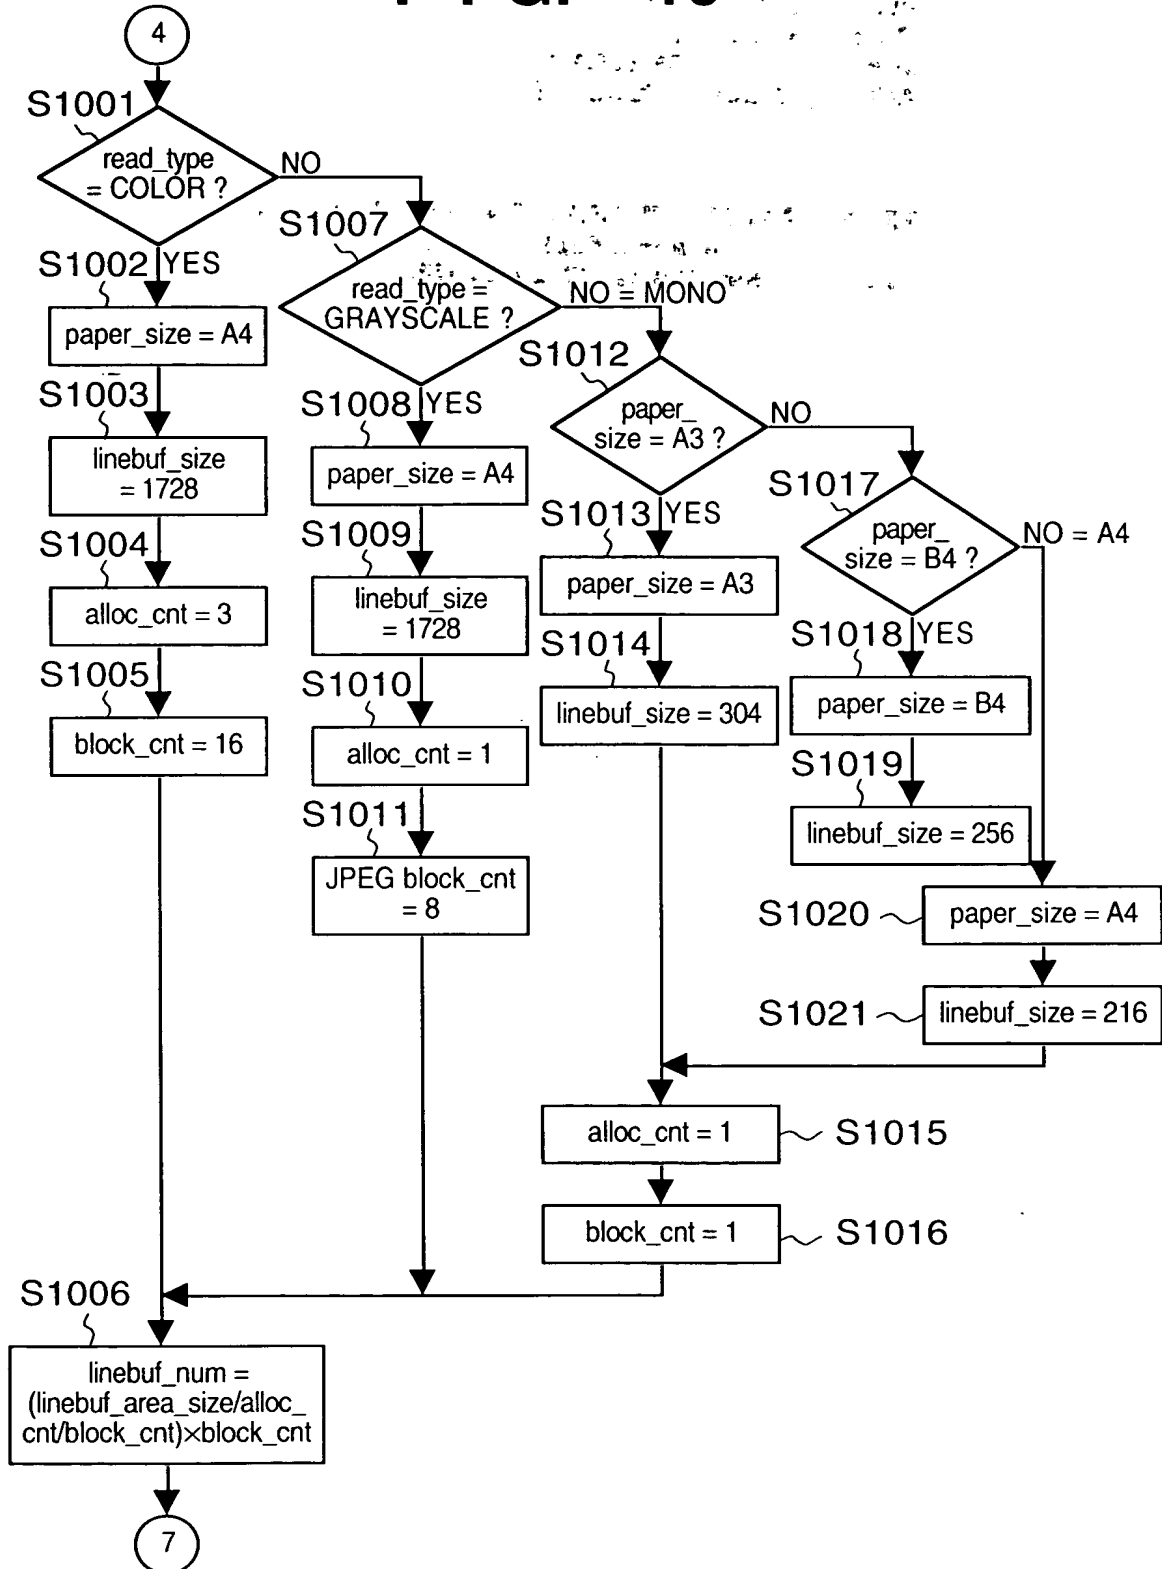 4
S1001
read_type
= COLOR ?
NO
S1007
S1002
YES
read_type =
GRAYSCALE ?
NO = MONO
paper_size = A4
S1012
S1003
S1008
YES
paper_
size = A3 ?
NO
linebuf_size
= 1728
paper_size = A4
S1017
S1013
YES
S1004
S1009
paper_
size = B4 ?
NO = A4
alloc_cnt = 3
linebuf_size
= 1728
paper_size = A3
S1014
S1018
YES
S1005
S1010
linebuf_size = 304
paper_size = B4
block_cnt = 16
alloc_cnt = 1
S1019
S1011
linebuf_size = 256
JPEG block_cnt
= 8
S1020
paper_size = A4
S1021
linebuf_size = 216
alloc_cnt = 1
S1015
block_cnt = 1
S1016
S1006
linebuf_num =
(linebuf_area_size/alloc_
cnt/block_cnt)×block_cnt
7